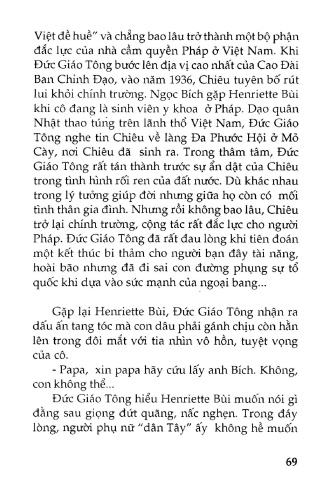 Việt đề huề" và chẳng bao lâu trở thành một bộ phận
đắc lực của nhà cầm quyền Pháp ở Việt Nam. Khi
Đức Giáo Tông bước lên địa vị cao nhất của Cao Đài
Ban Chỉnh Đạo, vào năm 1936, Chiêu tuyên bố rút
lui khỏi chính trường. Ngọc Bích gặp Henriette Bùi
khi cô đang là sinh viên y khoa ở Pháp. Dạo quân
Nhật thao túng trên lãnh thổ Việt Nam, Đức Giáo
Tông nghe tin Chiêu về làng Đa Phước Hội ở Mỏ
Cày, nơi Chiêu đã sinh ra. Trong thâm tâm, Đức
Giáo Tông rất tán thành trước sự ẩn dật của Chiêu
trong tình hình rối ren của đất nước. Dù khác nhau
trong lý tưởng giúp đời nhưng giữa họ còn có mối
tình thân gia đình. Nhưng rồi không bao lâu, Chiêu
trở lại chính trường, cộng tác rất đắc lực cho người
Pháp. Đức Giáo Tông đã rất đau lòng khi tiên đoán
một kết thúc bi thảm cho người bạn đầy tài năng,
hoài bão nhưng đã đi sai con đường phụng sự tổ
quốc khi dựa vào sức mạnh của ngoại bang...
Gặp lại Henriette Bùi, Đức Giáo Tông nhận ra
dấu ấn tang tóc mà con dâu phải gánh chịu còn hằn
lên trong đôi mắt với tia nhìn vô hồn, tuyệt vọng
của cô.
- Papa, xin papa hãy cứu lấy anh Bích. Không,
con không thể...
Đức Giáo Tông hiểu Henriette Bùi muốn nói gì
đằng sau giọng đứt quãng, nấc nghẹn. Trong đáy
lòng, người phụ nữ "dân Tây" ấy không hề muốn
69